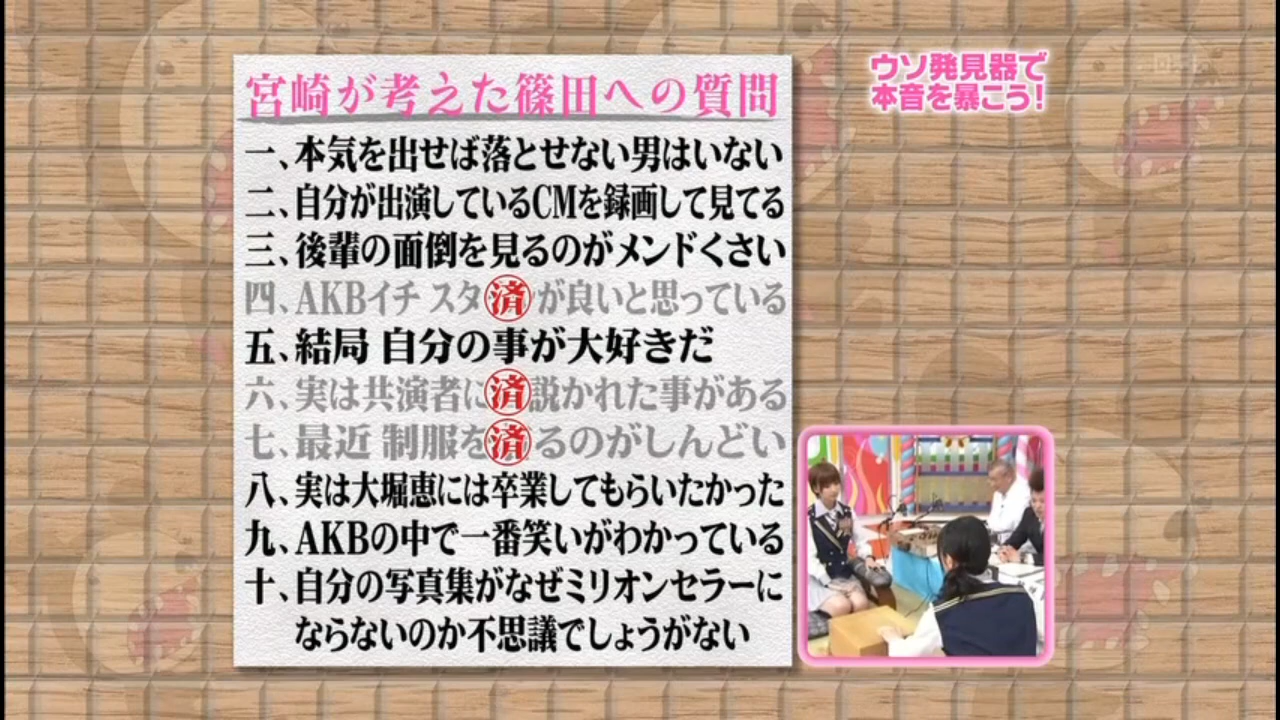 宮崎が考えた篠田への質問
一、本気を出せば落とせない男はいない
二、自分が出演しているCMを録画して見てる
三、後輩の面倒を見るのがメンドくさい
四、AKBイチ スタ済が良いと思っている
五、結局 自分の事が大好きだ
六、実は共演者に済説かれた事がある
七、最近 制服を済るのがしんどい
八、実は大堀恵には卒業してもらいたかった
九、AKBの中で一番笑いがわかっている
十、自分の写真集がなぜミリオンセラーに
ならないのか不思議でしょうがない
ウソ発見器で
本音を暴こう!